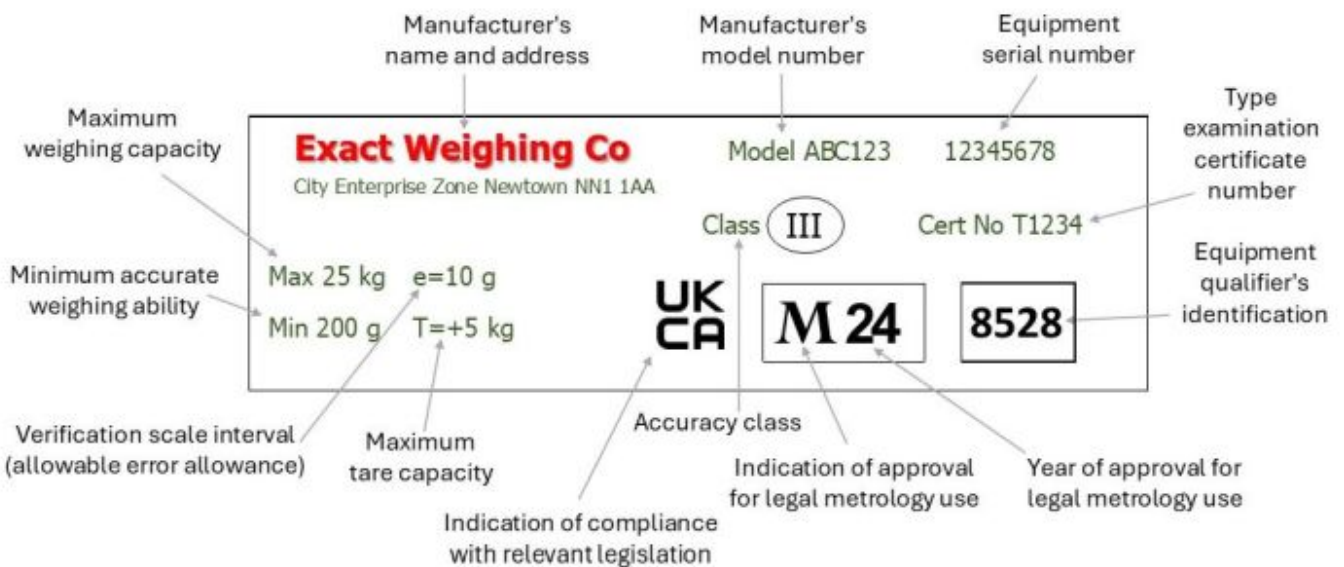 Manufacturer's
name and address
Manufacturer's
model number
Equipment
serial number
Maximum
weighing capacity
Type
examination
certificate
number
Exact Weighing Co
Model ABC123
12345678
City Enterprise Zone Newtown NN1 1AA
Class III
Cert No T1234
Minimum accurate
weighing ability
Max 25 kg e=10 g
Min 200 g T=+5 kg
UK
CA
M 24
8528
Equipment
qualifier's
identification
Verification scale interval
(allowable error allowance)
Maximum
tare capacity
Accuracy class
Indication of compliance
with relevant legislation
Indication of approval
for legal metrology use
Year of approval for
legal metrology use